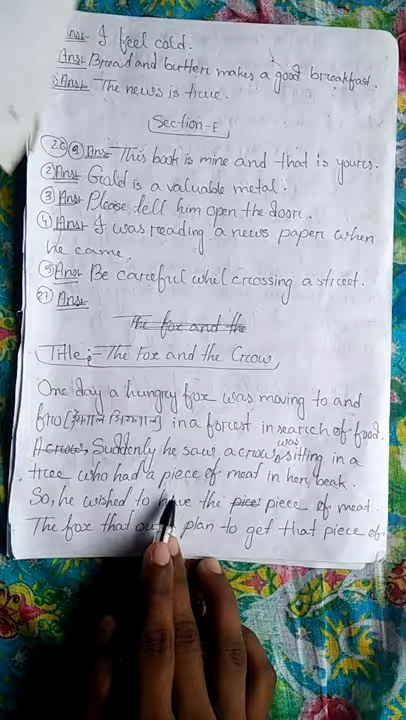 Ans: I feel cold.
Ans: Bread and butter makes a good breakfast.
Ans: The news is true.
Section-E
26 a Ans: This book is mine and that is yours.
2 Ans: Gold is a valuable metal.
3 Ans: Please tell him open the door.
4 Ans: I was reading a news paper when
he came.
5 Ans: Be careful whel crossing a street.
27 Ans:
The fox and the
Title:- The Fox and the Crow
One day a hungry fox was moving to and
fro in a forest in search of food.
A crow, Suddenly he saw a crow was sitting in a
tree who had a piece of meat in her beak.
So, he wished to have the piece of meat.
The fox that plan to get that piece of